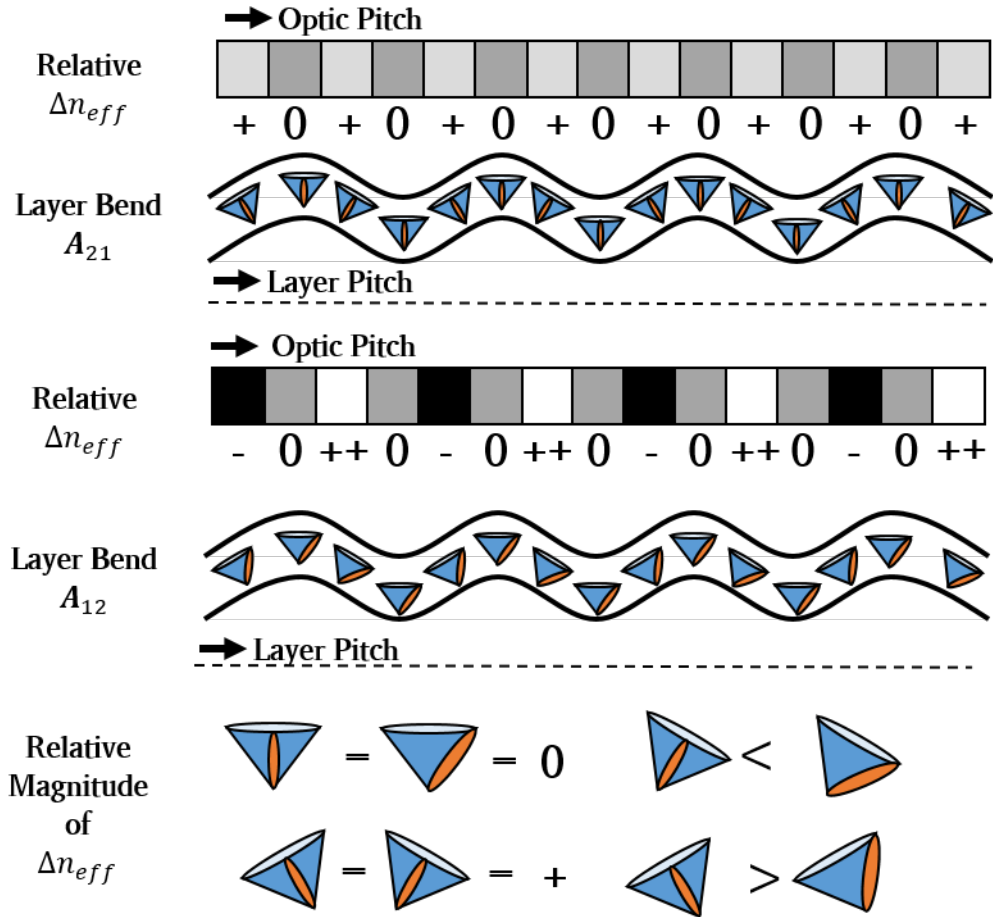 Optic Pitch
Relative
Δn_eff
+ 0 + 0 + 0 + 0 + 0 + 0 + 0 +
Layer Bend
A_21
Layer Pitch
Optic Pitch
Relative
Δn_eff
- 0 ++ 0 - 0 ++ 0 - 0 ++ 0 - 0 ++
Layer Bend
A_12
Layer Pitch
Relative
Magnitude
of
Δn_eff
= = 0 <
= = + >